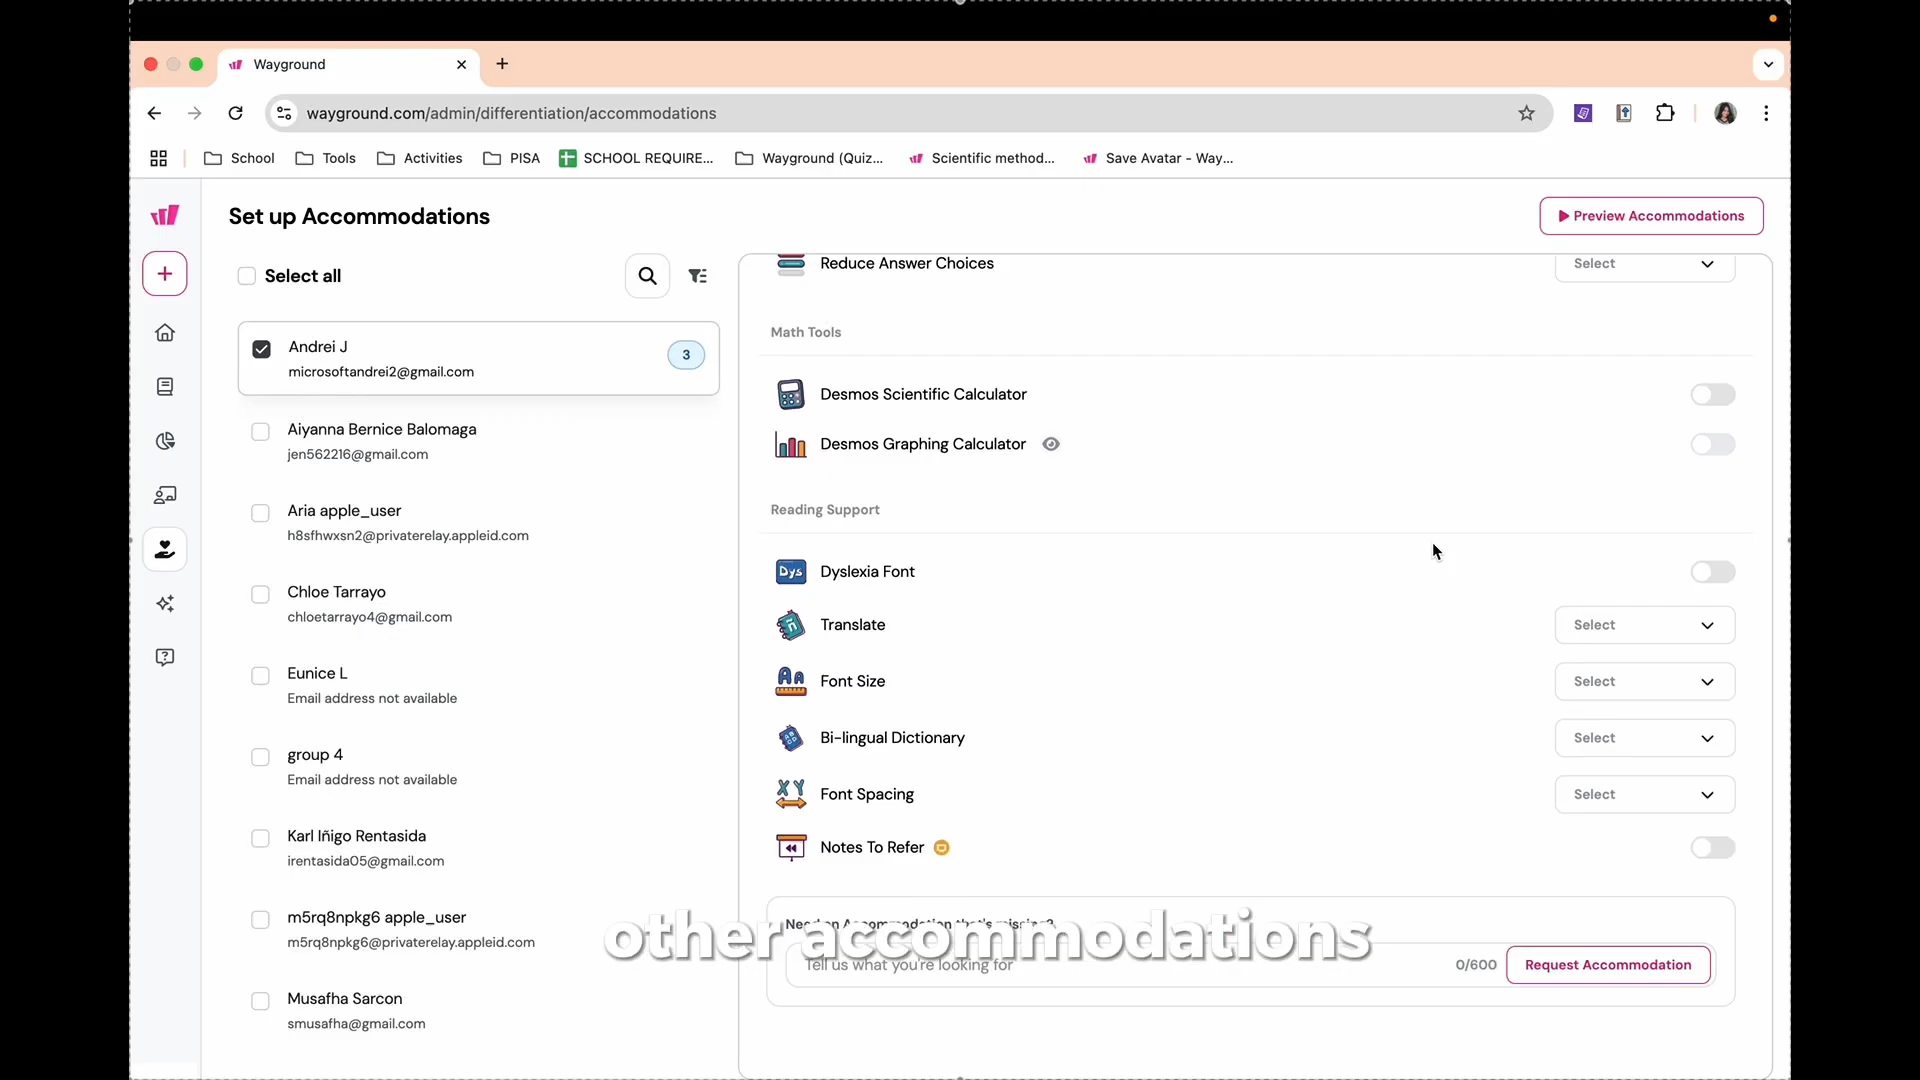 Wayground
wayground.com/admin/differentiation/accommodations
School Tools Activities PISA SCHOOL REQUIRE... Wayground (Quiz... Scientific method... Save Avatar - Way...
Set up Accommodations
Preview Accommodations
Select all
Andrei J
3
microsoftandrei2@gmail.com
Aiyanna Bernice Balomaga
jen562216@gmail.com
Aria apple_user
h8sfhwxsn2@privaterelay.appleid.com
Chloe Tarrayo
chloetarrayo4@gmail.com
Eunice L
Email address not available
group 4
Email address not available
Karl Iñigo Rentasida
irentasida05@gmail.com
m5rq8npkg6 apple_user
m5rq8npkg6@privaterelay.appleid.com
Musafha Sarcon
smusafha@gmail.com
Reduce Answer Choices Select
Math Tools
Desmos Scientific Calculator
Desmos Graphing Calculator
Reading Support
Dys Dyslexia Font
Translate Select
Font Size Select
Bi-lingual Dictionary Select
Font Spacing Select
Notes To Refer
Need an Accommodation that's missing?
other accommodations
Tell us what you're looking for 0/600 Request Accommodation